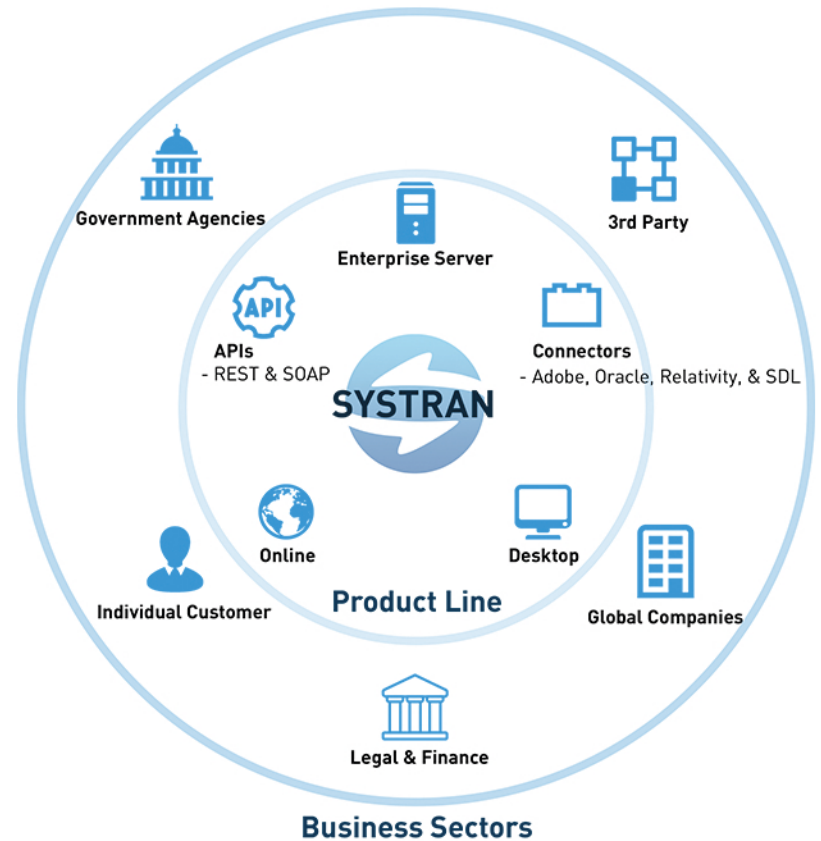 Government Agencies
3rd Party
Enterprise Server
API
APIs
- REST & SOAP
Connectors
- Adobe, Oracle, Relativity, & SDL
SYSTRAN
Online
Desktop
Product Line
Individual Customer
Global Companies
Legal & Finance
Business Sectors